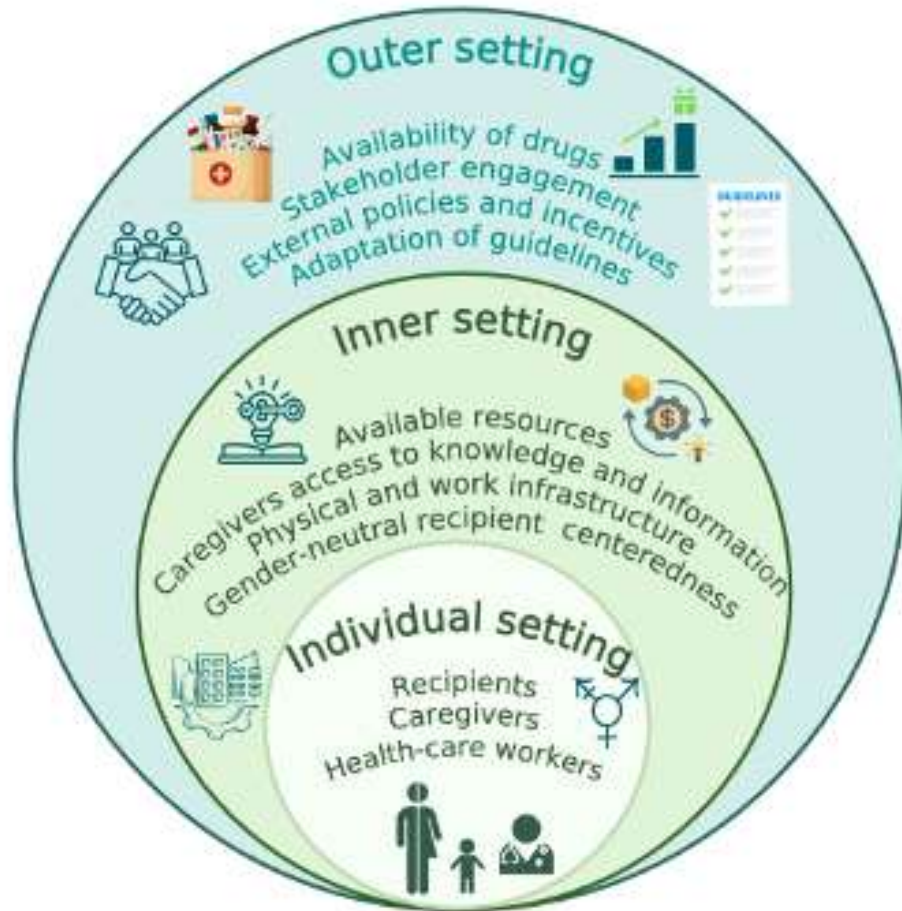 Outer setting
Availability of drugs
Stakeholder engagement
External policies and incentives
Adaptation of guidelines
GUIDELINES
Inner setting
Available resources
Caregivers access to knowledge and information
Physical and work infrastructure
Gender-neutral recipient centeredness
Individual setting
Recipients
Caregivers
Health-care workers